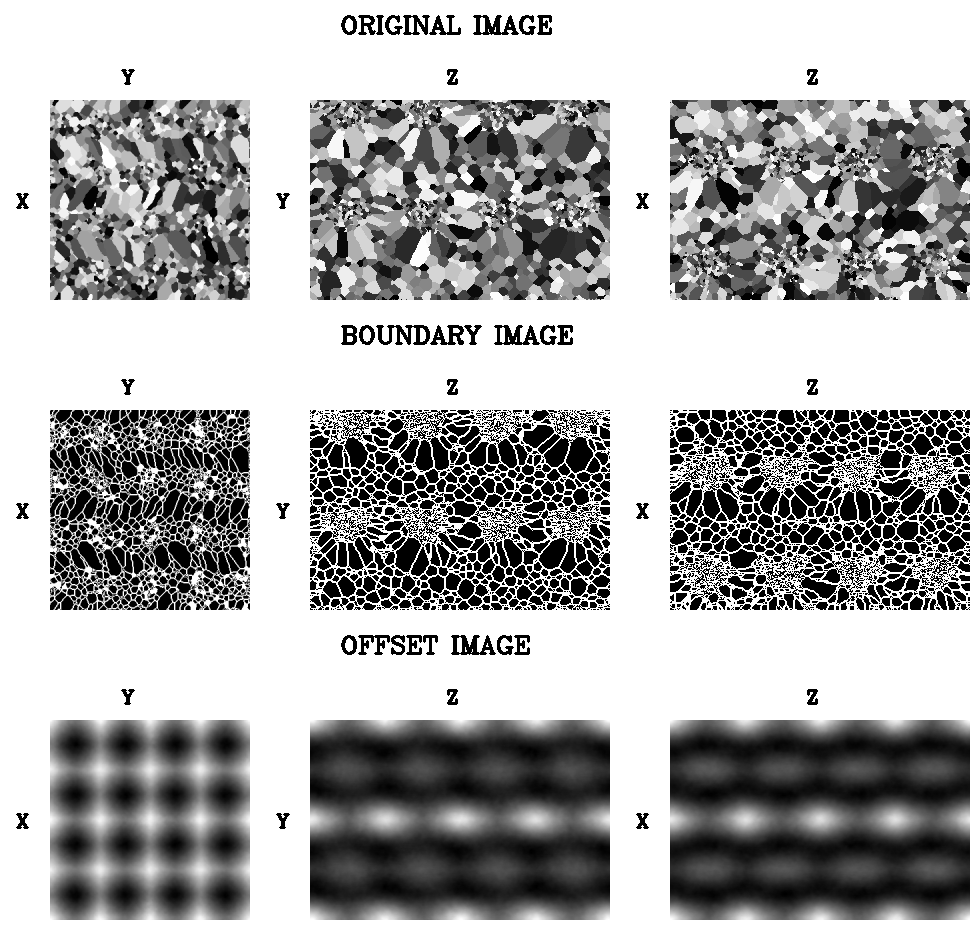 ORIGINAL IMAGE
Y Z Z
X Y X
BOUNDARY IMAGE
Y Z Z
X Y X
OFFSET IMAGE
Y Z Z
X Y X